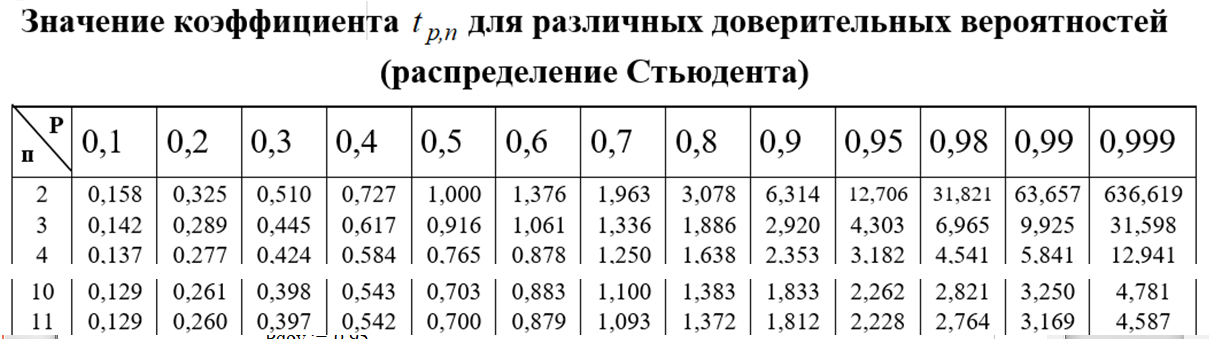 Значение коэффициента t p,n для различных доверительных вероятностей
(распределение Стьюдента)
P п 0,1 0,2 0,3 0,4 0,5 0,6 0,7 0,8 0,9 0,95 0,98 0,99 0,999
2 0,158 0,325 0,510 0,727 1,000 1,376 1,963 3,078 6,314 12,706 31,821 63,657 636,619
3 0,142 0,289 0,445 0,617 0,916 1,061 1,336 1,886 2,920 4,303 6,965 9,925 31,598
4 0,137 0,277 0,424 0,584 0,765 0,878 1,250 1,638 2,353 3,182 4,541 5,841 12,941
10 0,129 0,261 0,398 0,543 0,703 0,883 1,100 1,383 1,833 2,262 2,821 3,250 4,781
11 0,129 0,260 0,397 0,542 0,700 0,879 1,093 1,372 1,812 2,228 2,764 3,169 4,587